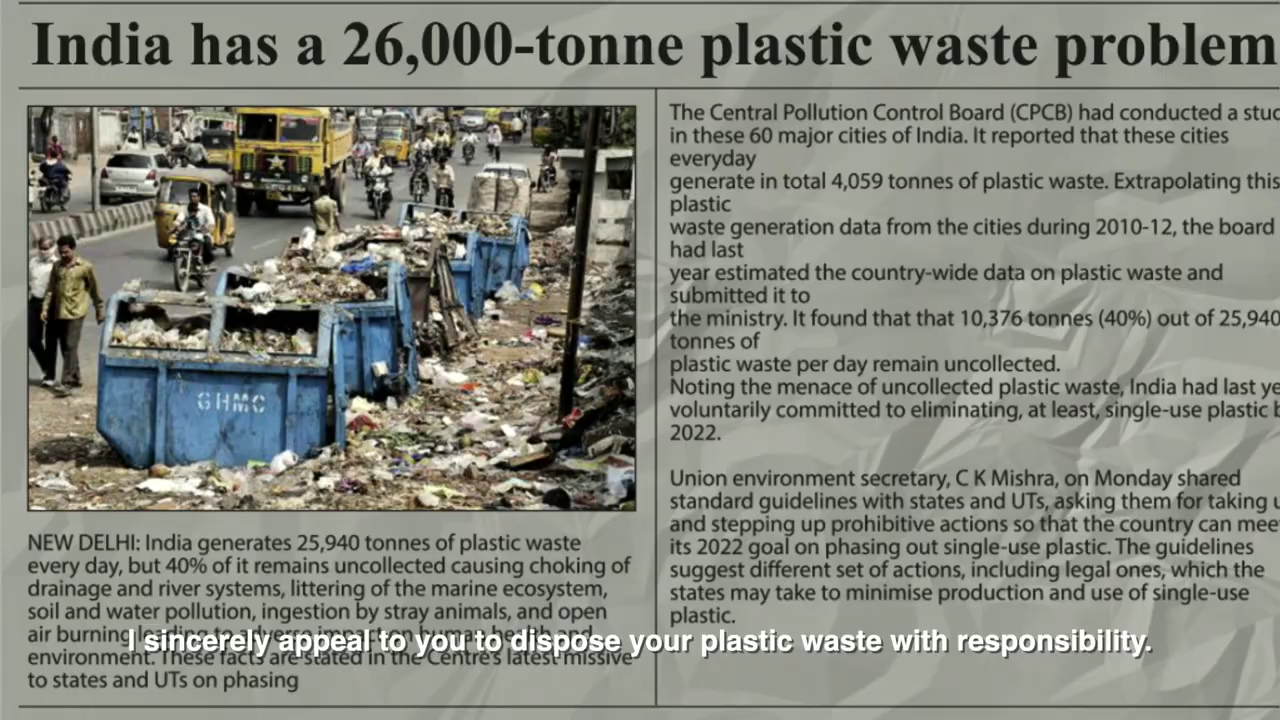 India has a 26,000-tonne plastic waste problem
GHMC
NEW DELHI: India generates 25,940 tonnes of plastic waste
every day, but 40% of it remains uncollected causing choking of
drainage and river systems, littering of the marine ecosystem,
soil and water pollution, ingestion by stray animals, and open
air burning leading to adverse impact on human health and
environment. These facts are stated in the Centre's latest missive
to states and UTs on phasing
The Central Pollution Control Board (CPCB) had conducted a
in these 60 major cities of India. It reported that these cities
everyday
generate in total 4,059 tonnes of plastic waste. Extrapolating this
plastic
waste generation data from the cities during 2010-12, the board
had last
year estimated the country-wide data on plastic waste and
submitted it to
the ministry. It found that that 10,376 tonnes (40%) out of 25,940
tonnes of
plastic waste per day remain uncollected.
Noting the menace of uncollected plastic waste, India had last
voluntarily committed to eliminating, at least, single-use plastic
2022.
Union environment secretary, C K Mishra, on Monday shared
standard guidelines with states and UTs, asking them for taking
and stepping up prohibitive actions so that the country can
its 2022 goal on phasing out single-use plastic. The guidelines
suggest different set of actions, including legal ones, which the
states may take to minimise production and use of single-use
plastic.
I sincerely appeal to you to dispose your plastic waste with responsibility.